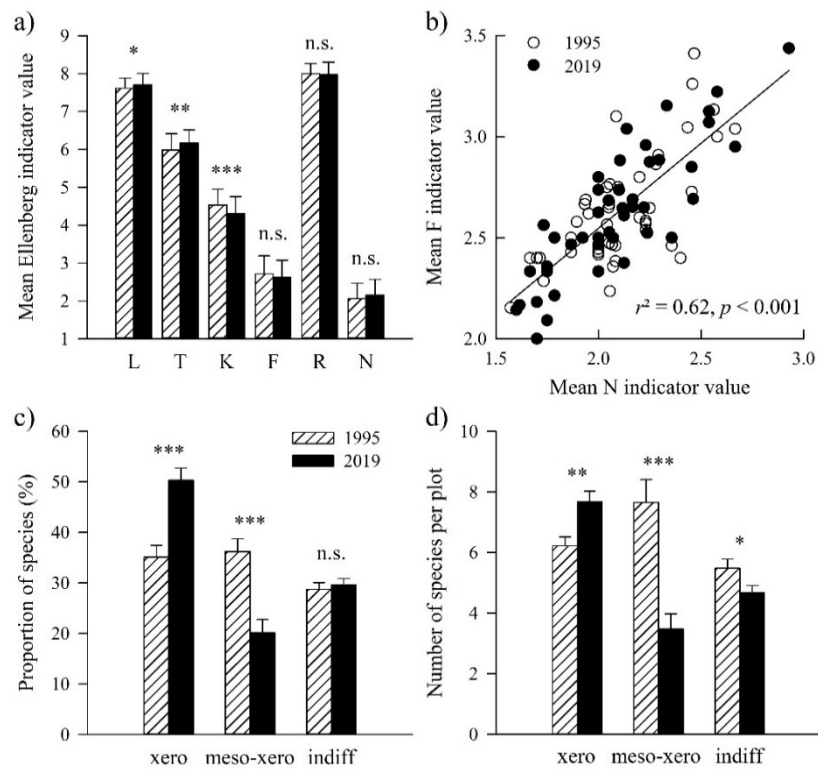 a)
Mean Ellenberg indicator value
9
8
7
6
5
4
3
2
1
*
**
***
n.s.
n.s.
n.s.
L T K F R N
b)
Mean F indicator value
3.5
3.0
2.5
2.0
1995
2019
r² = 0.62, p < 0.001
1.5 2.0 2.5 3.0
Mean N indicator value
c)
Proportion of species (%)
60
50
40
30
20
10
0
1995
2019
***
***
n.s.
xero meso-xero indiff
d)
Number of species per plot
10
8
6
4
2
0
**
***
*
xero meso-xero indiff